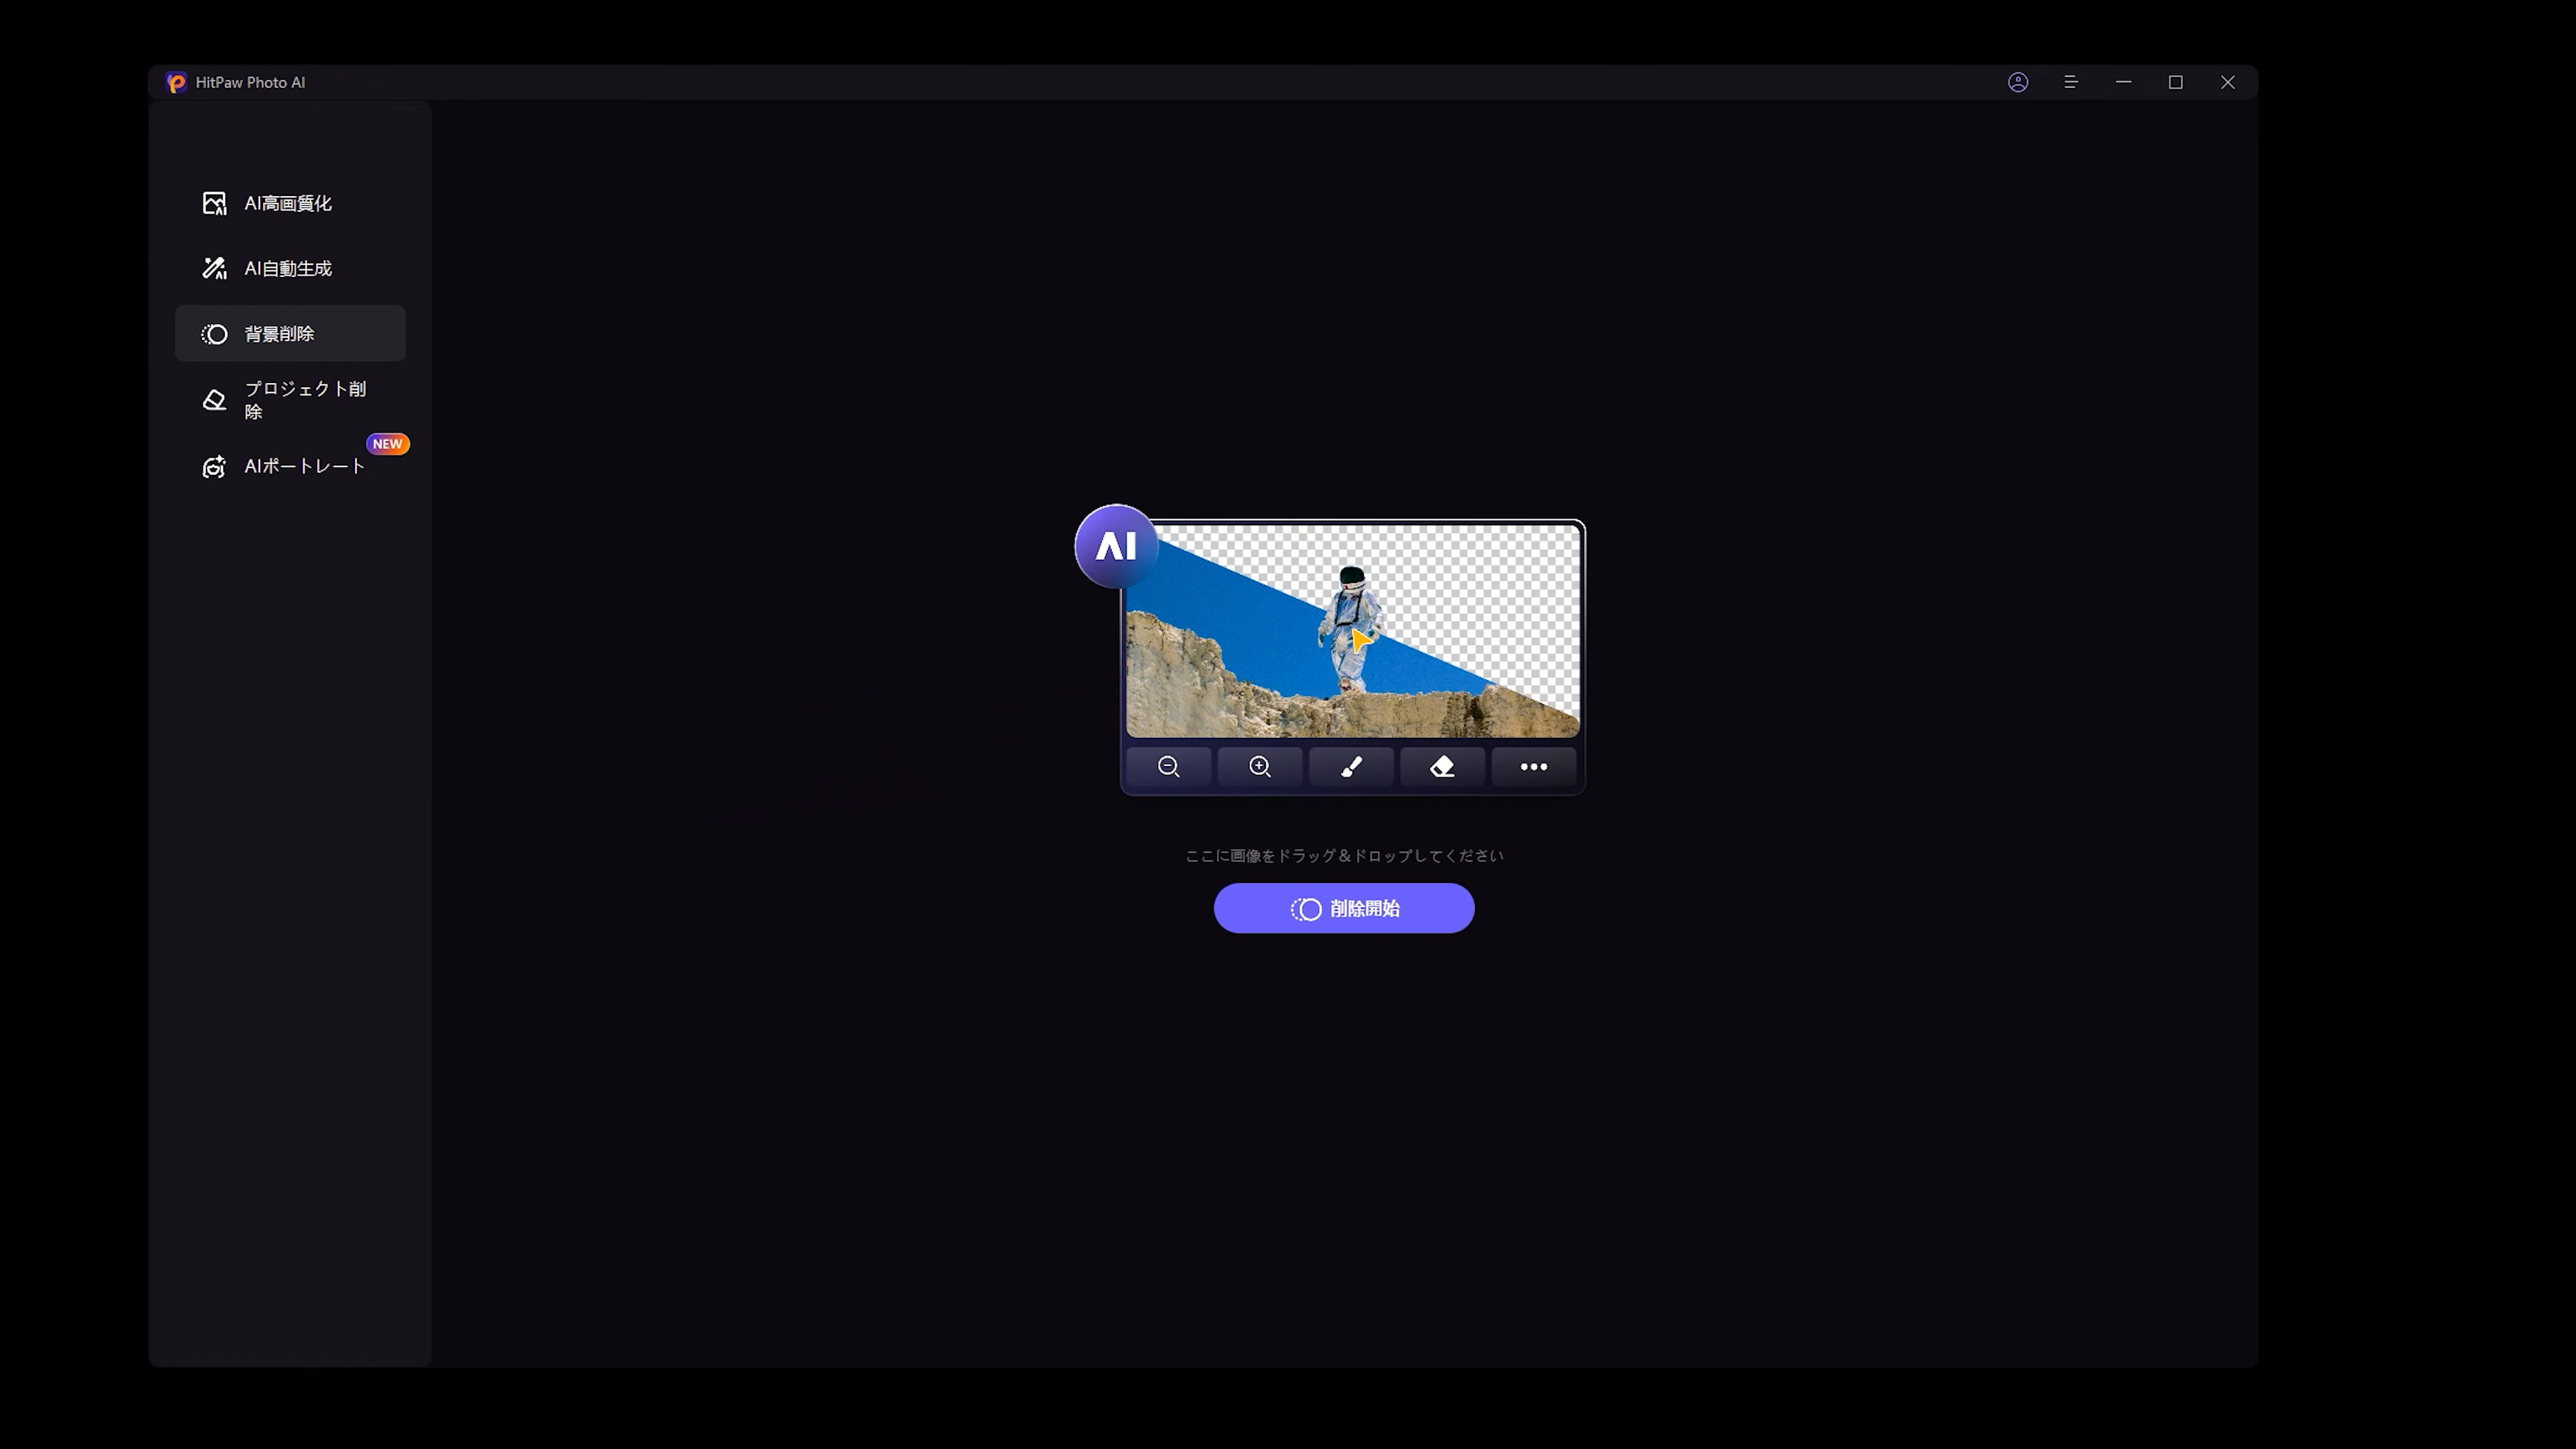 HitPaw Photo AI
AI高画質化
AI自動生成
背景削除
プロジェクト削
除
NEW
AIポートレート
AI
ここに画像をドラッグ＆ドロップしてください
削除開始